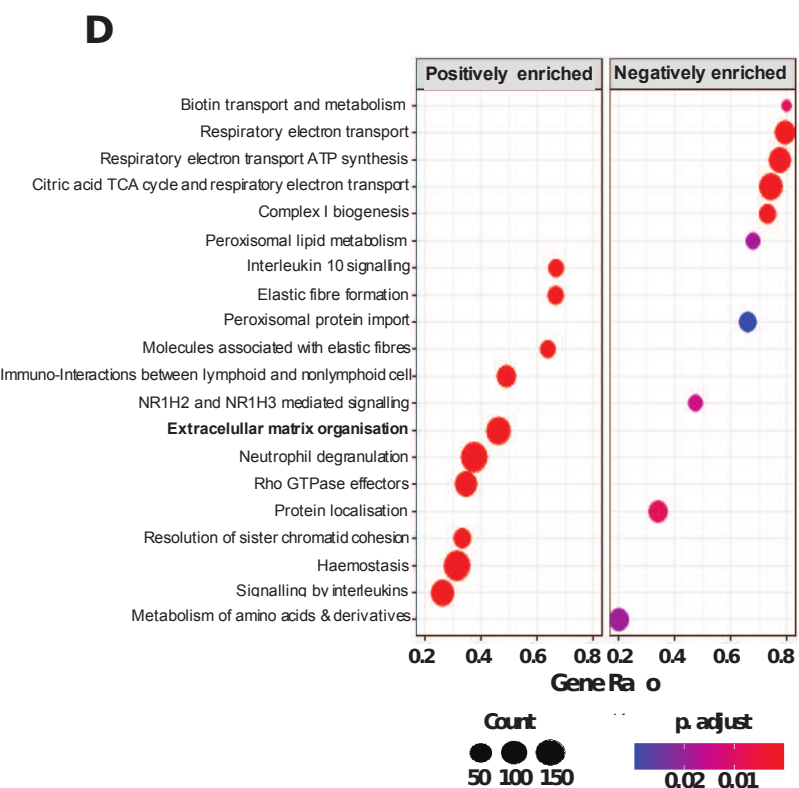 D
Positively enriched
Negatively enriched
Biotin transport and metabolism
Respiratory electron transport
Respiratory electron transport ATP synthesis
Citric acid TCA cycle and respiratory electron transport
Complex I biogenesis
Peroxisomal lipid metabolism
Interleukin 10 signalling
Elastic fibre formation
Peroxisomal protein import
Molecules associated with elastic fibres
Immuno-Interactions between lymphoid and nonlymphoid cell
NR1H2 and NR1H3 mediated signalling
Extracelullar matrix organisation
Neutrophil degranulation
Rho GTPase effectors
Protein localisation
Resolution of sister chromatid cohesion
Haemostasis
Signalling by interleukins
Metabolism of amino acids & derivatives
0.2 0.4 0.6 0.8 0.2 0.4 0.6 0.8
Gene Ra o
Count
50 100 150
p. adjust
0.02 0.01